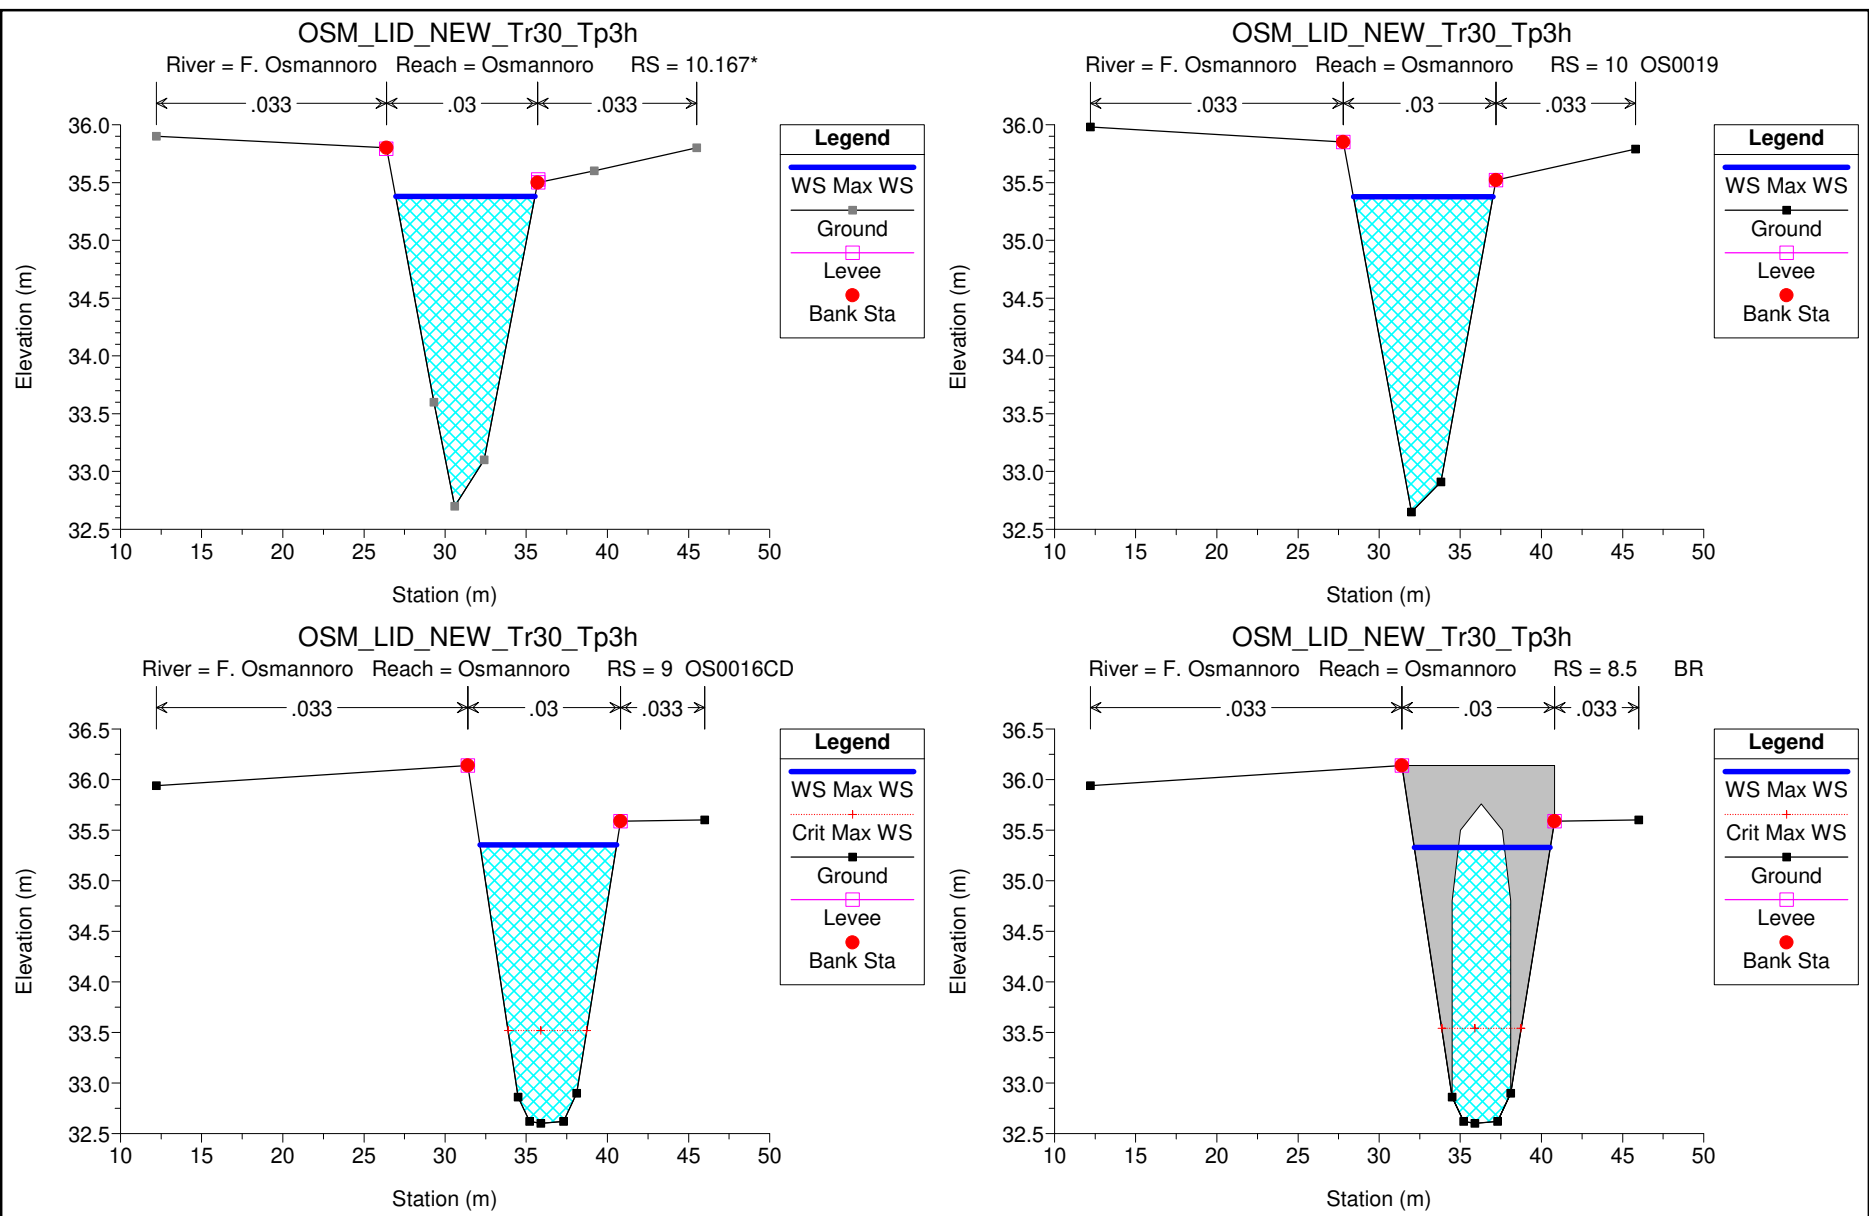 OSM_LID_NEW_Tr30_Tp3h
River = F. Osmannoro Reach = Osmannoro RS = 10.167*
.033 .03 .033
36.0
35.5
35.0
34.5
34.0
33.5
33.0
32.5
Elevation (m)
10 15 20 25 30 35 40 45 50
Station (m)
Legend
WS Max WS
Ground
Levee
Bank Sta
OSM_LID_NEW_Tr30_Tp3h
River = F. Osmannoro Reach = Osmannoro RS = 10 OS0019
.033 .03 .033
36.0
35.5
35.0
34.5
34.0
33.5
33.0
32.5
Elevation (m)
10 15 20 25 30 35 40 45 50
Station (m)
Legend
WS Max WS
Ground
Levee
Bank Sta
OSM_LID_NEW_Tr30_Tp3h
River = F. Osmannoro Reach = Osmannoro RS = 9 OS0016CD
.033 .03 .033
36.5
36.0
35.5
35.0
34.5
34.0
33.5
33.0
32.5
Elevation (m)
10 15 20 25 30 35 40 45 50
Station (m)
Legend
WS Max WS
Crit Max WS
Ground
Levee
Bank Sta
OSM_LID_NEW_Tr30_Tp3h
River = F. Osmannoro Reach = Osmannoro RS = 8.5 BR
.033 .03 .033
36.5
36.0
35.5
35.0
34.5
34.0
33.5
33.0
32.5
Elevation (m)
10 15 20 25 30 35 40 45 50
Station (m)
Legend
WS Max WS
Crit Max WS
Ground
Levee
Bank Sta